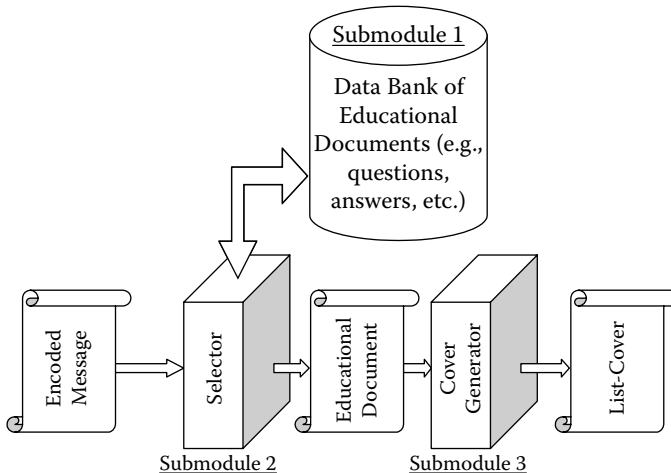 Submodule 1
Data Bank of
Educational
Documents (e.g.,
questions,
answers, etc.)
Encoded
Message
Selector
Submodule 2
Educational
Document
Cover
Generator
Submodule 3
List-Cover